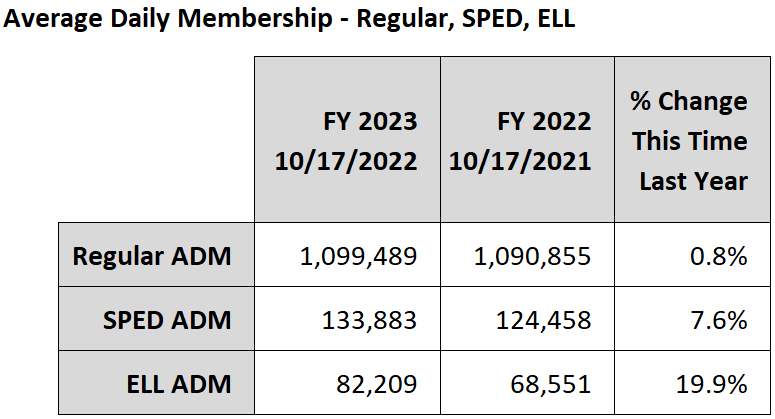 Average Daily Membership - Regular, SPED, ELL
FY 2023 10/17/2022 FY 2022 10/17/2021 % Change This Time Last Year
Regular ADM 1,099,489 1,090,855 0.8%
SPED ADM 133,883 124,458 7.6%
ELL ADM 82,209 68,551 19.9%